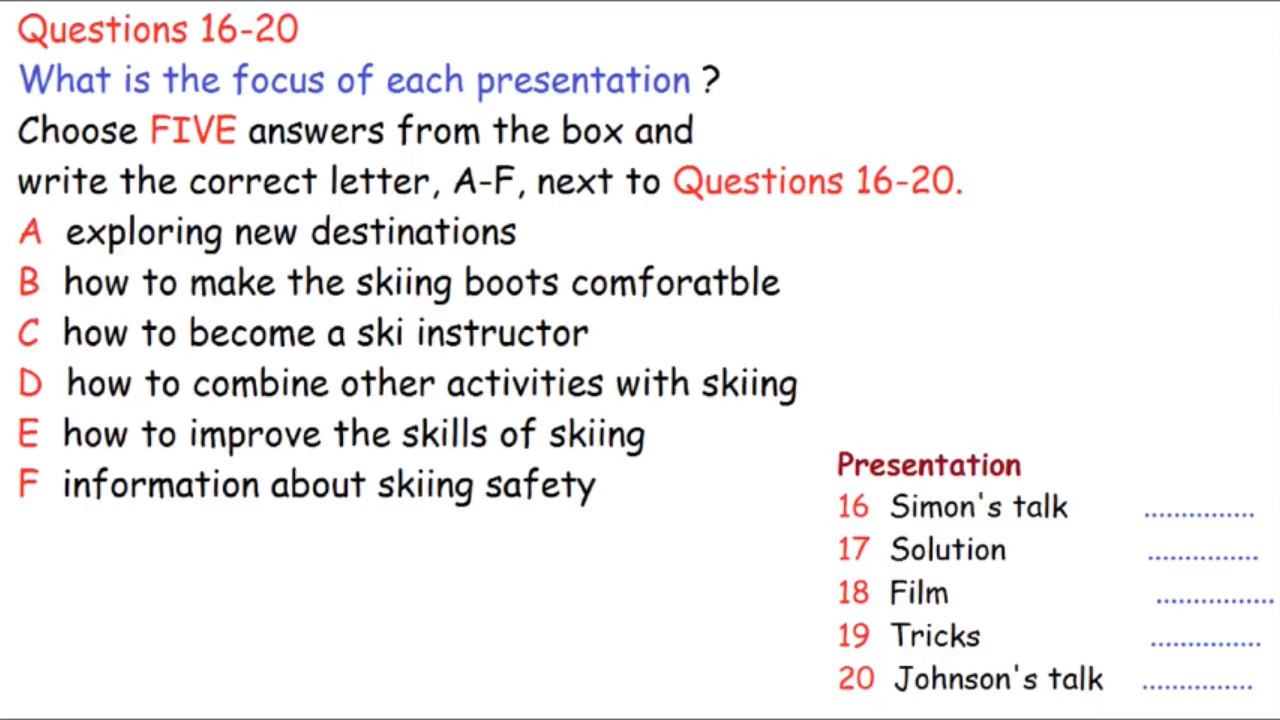 Questions 16-20
What is the focus of each presentation ?
Choose FIVE answers from the box and
write the correct letter, A-F, next to Questions 16-20.
A exploring new destinations
B how to make the skiing boots comforatble
C how to become a ski instructor
D how to combine other activities with skiing
E how to improve the skills of skiing
F information about skiing safety
Presentation
16 Simon's talk ...............
17 Solution ...............
18 Film ................
19 Tricks ...............
20 Johnson's talk ...............